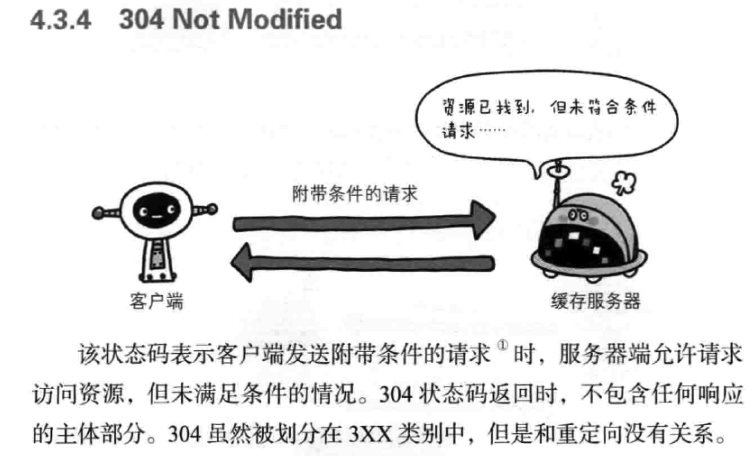 4.3.4 304 Not Modified
资源已找到，但未符合条件
请求……
附带条件的请求
客户端
缓存服务器
该状态码表示客户端发送附带条件的请求①时，服务器端允许请求
访问资源，但未满足条件的情况。304 状态码返回时，不包含任何响应
的主体部分。304 虽然被划分在 3XX 类别中，但是和重定向没有关系。